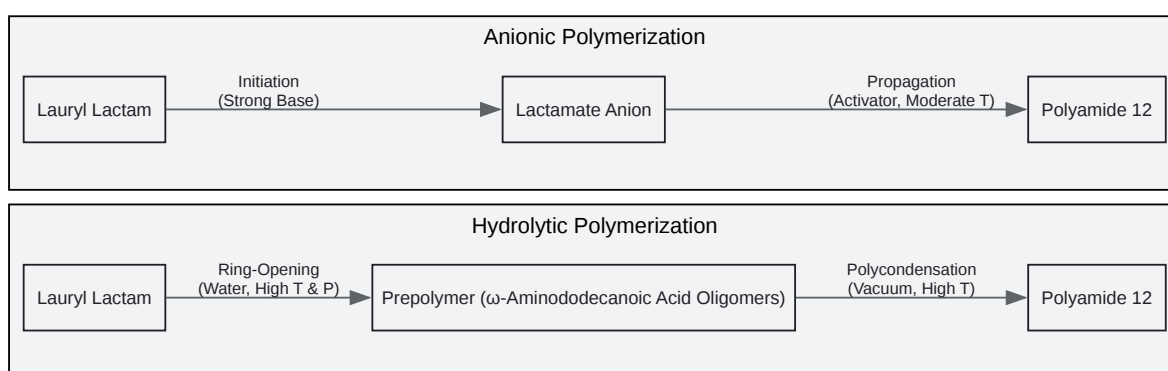 Anionic Polymerization
Lauryl Lactam
Initiation
(Strong Base)
Lactamate Anion
Propagation
(Activator, Moderate T)
Polyamide 12
Hydrolytic Polymerization
Lauryl Lactam
Ring-Opening
(Water, High T & P)
Prepolymer (ω-Aminododecanoic Acid Oligomers)
Polycondensation
(Vacuum, High T)
Polyamide 12